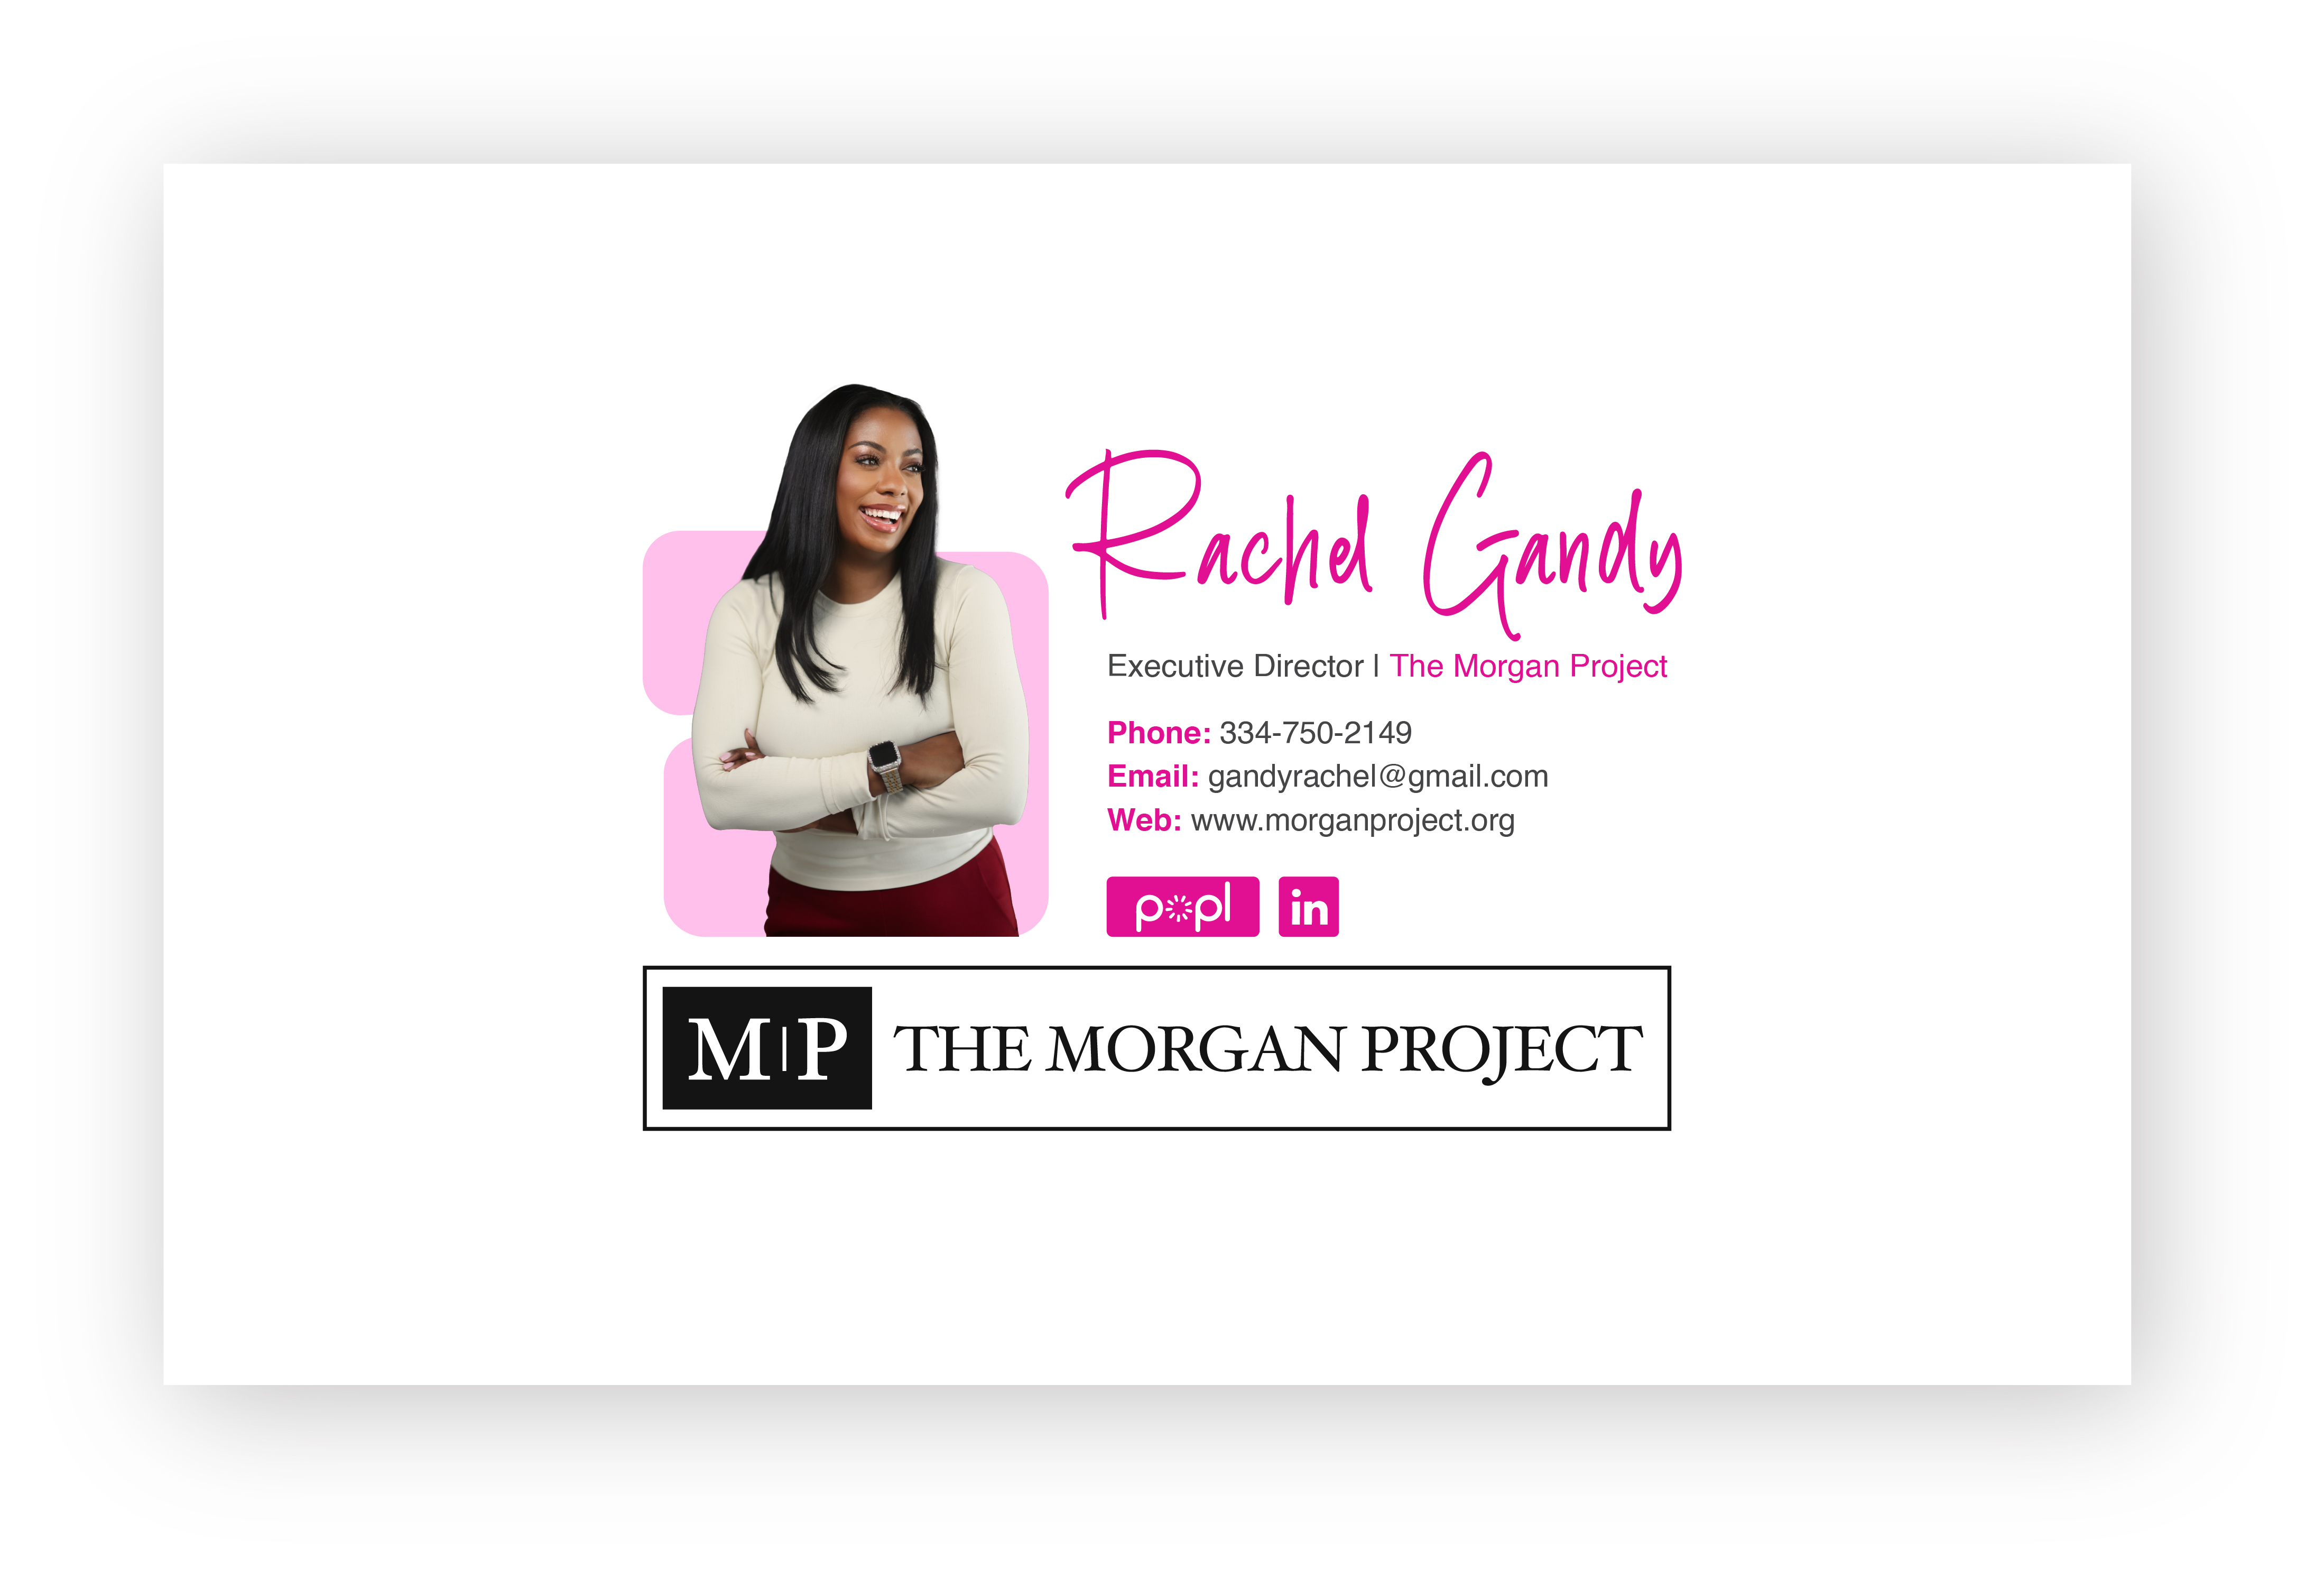 Rachel Gandy
Executive Director | The Morgan Project
Phone: 334-750-2149
Email: gandyrachel@gmail.com
Web: www.morganproject.org
popl in
M|P THE MORGAN PROJECT